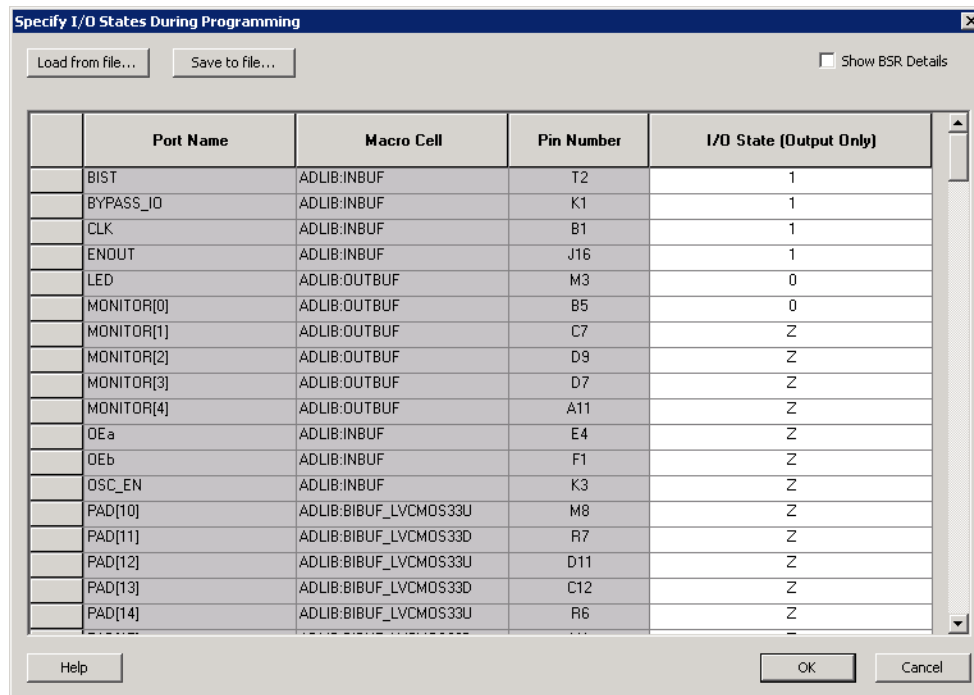 Specify I/O States During Programming
Load from file... Save to file... Show BSR Details
Port Name Macro Cell Pin Number I/O State (Output Only)
BIST ADLIB:INBUF T2 1
BYPASS_IO ADLIB:INBUF K1 1
CLK ADLIB:INBUF B1 1
ENOUT ADLIB:INBUF J16 1
LED ADLIB:OUTBUF M3 0
MONITOR[0] ADLIB:OUTBUF B5 0
MONITOR[1] ADLIB:OUTBUF C7 Z
MONITOR[2] ADLIB:OUTBUF D9 Z
MONITOR[3] ADLIB:OUTBUF D7 Z
MONITOR[4] ADLIB:OUTBUF A11 Z
OEa ADLIB:INBUF E4 Z
OEb ADLIB:INBUF F1 Z
OSC_EN ADLIB:INBUF K3 Z
PAD[10] ADLIB:BIBUF_LVCMOS33U M8 Z
PAD[11] ADLIB:BIBUF_LVCMOS33D R7 Z
PAD[12] ADLIB:BIBUF_LVCMOS33U D11 Z
PAD[13] ADLIB:BIBUF_LVCMOS33D C12 Z
PAD[14] ADLIB:BIBUF_LVCMOS33U R6 Z
Help OK Cancel